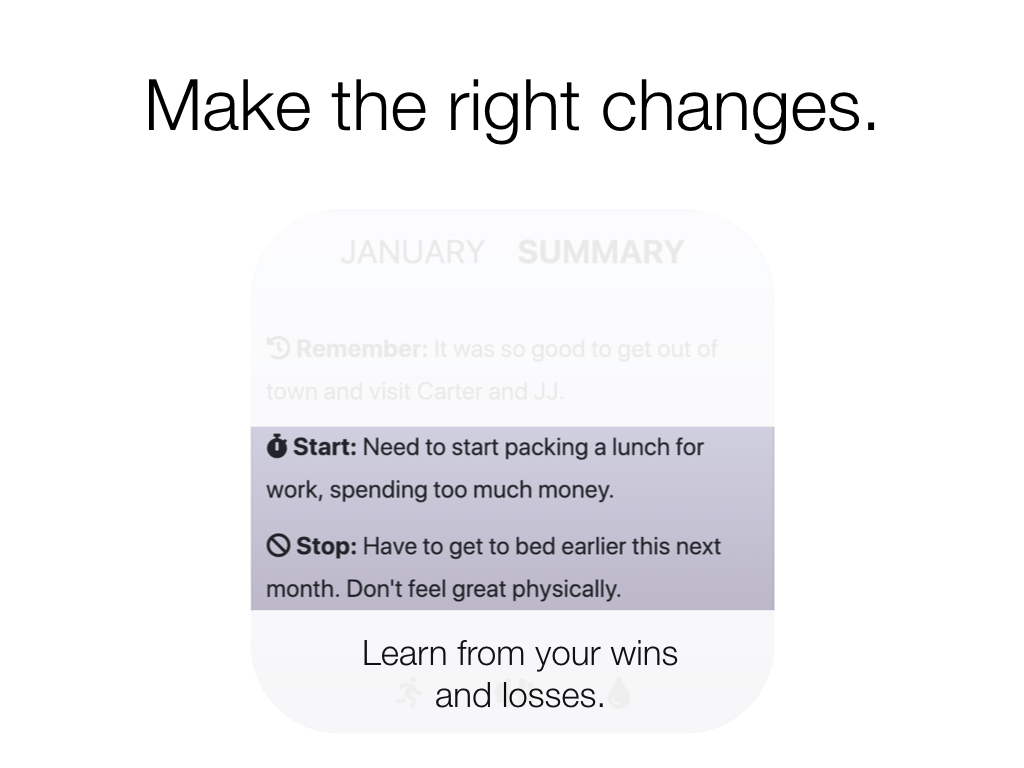 Make the right changes.
JANUARY SUMMARY
Remember: It was so good to get out of
town and visit Carter and JJ.
Start: Need to start packing a lunch for
work, spending too much money.
Stop: Have to get to bed earlier this next
month. Don't feel great physically.
Learn from your wins
and losses.